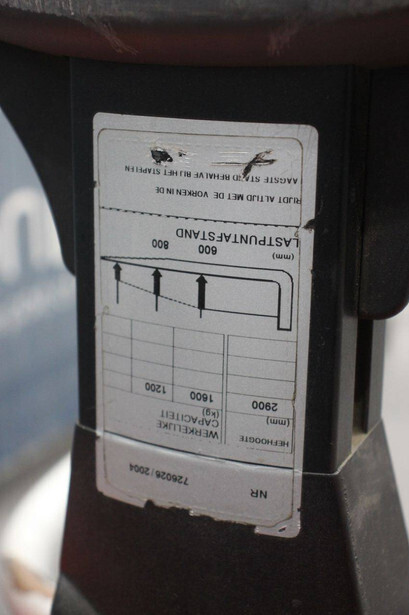 NR 726026/2004
HEFHOOGTE WERKELIJKE
CAPACITEIT
(mm) (kg)
2900 1600 1200
(mm) 600 800
LASTPUNTAFSTAND
RIJDT ALTIJD MET DE VORKEN IN DE
LAAGSTE STAND BEHALVE BIJ HET STAPELEN